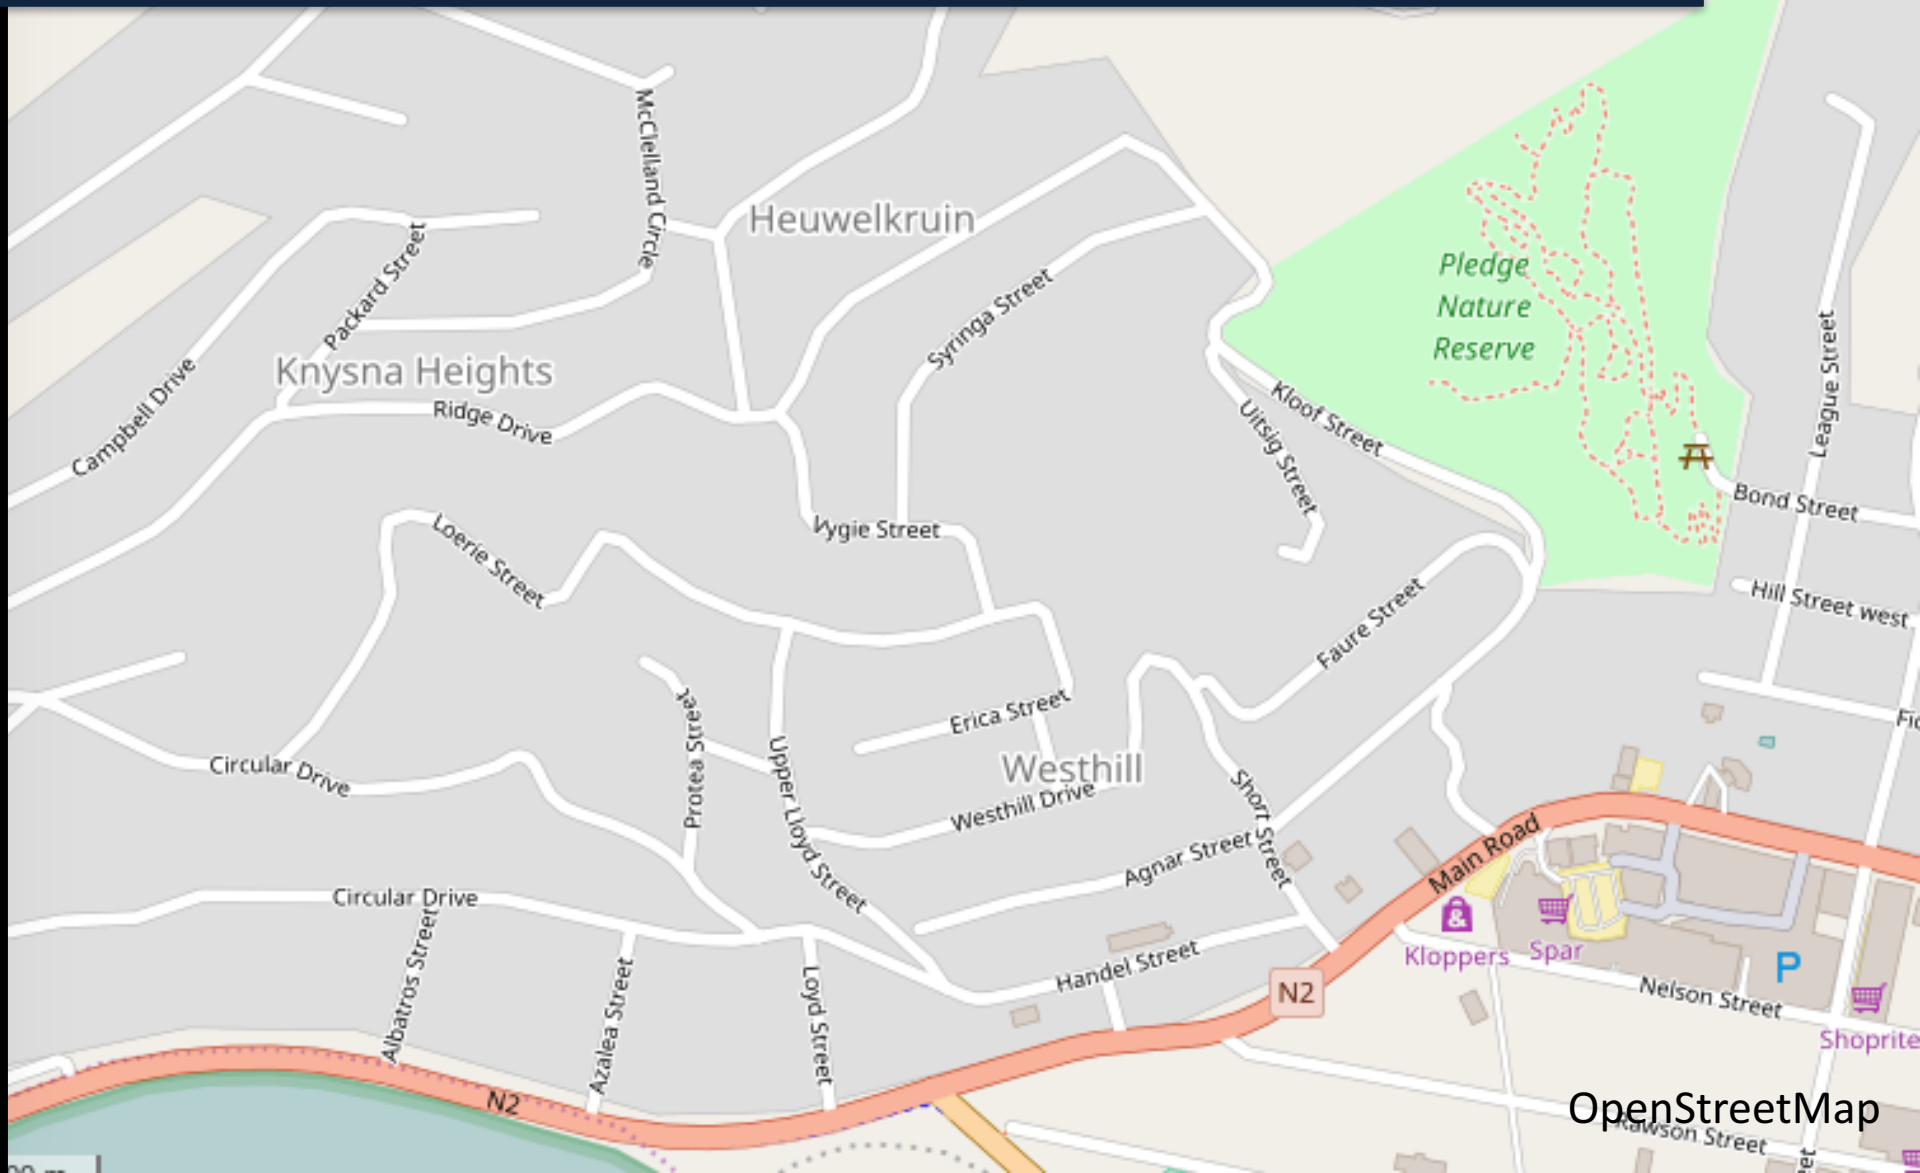 McClelland Circle
Heuwelkruin
Packard Street
Syringa Street
Pledge
Nature
Reserve
League Street
Knysna Heights
Campbell Drive
Ridge Drive
Kloof Street
Uitsig Street
Bond Street
Vygie Street
Loerie Street
Hill Street west
Faure Street
Erica Street
Protea Street
Upper Lloyd Street
Westhill
Westhill Drive
Circular Drive
Short Street
Agnar Street
Main Road
Circular Drive
Albatros Street
Azalea Street
Loyd Street
Handel Street
Kloppers
Spar
P
N2
Nelson Street
Shoprite
N2
OpenStreetMap
Rawson Street